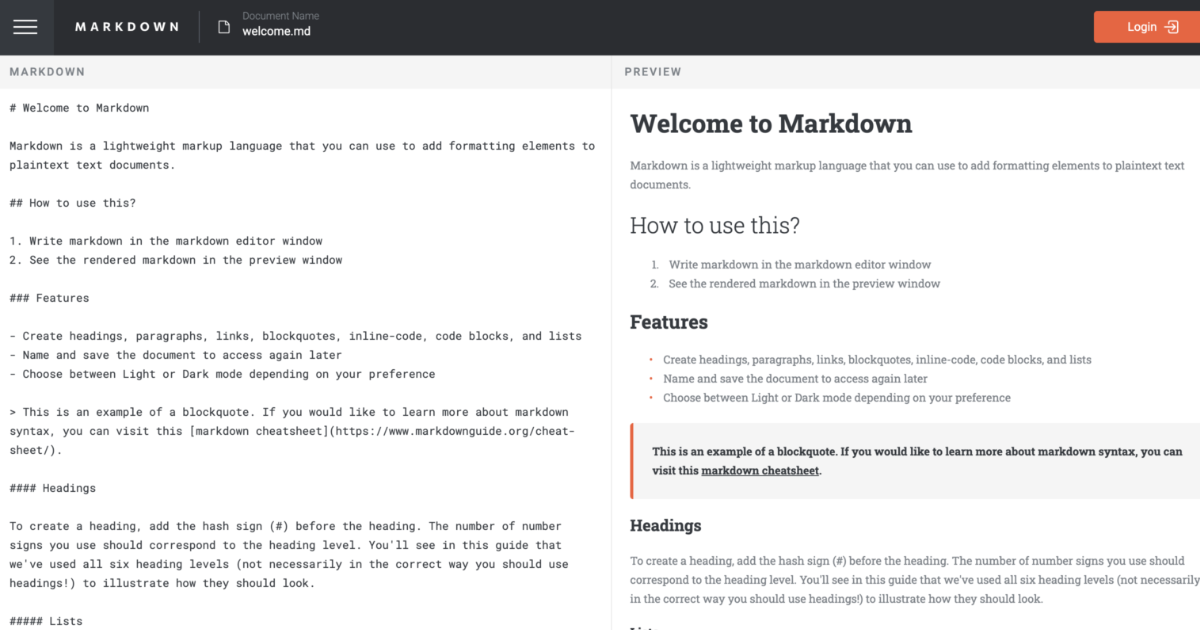 MARKDOWN
Document Name
welcome.md
Login
MARKDOWN
# Welcome to Markdown
Markdown is a lightweight markup language that you can use to add formatting elements to
plaintext text documents.
## How to use this?
1. Write markdown in the markdown editor window
2. See the rendered markdown in the preview window
### Features
- Create headings, paragraphs, links, blockquotes, inline-code, code blocks, and lists
- Name and save the document to access again later
- Choose between Light or Dark mode depending on your preference
> This is an example of a blockquote. If you would like to learn more about markdown
syntax, you can visit this [markdown cheatsheet](https://www.markdownguide.org/cheat-
sheet/).
#### Headings
To create a heading, add the hash sign (#) before the heading. The number of number
signs you use should correspond to the heading level. You'll see in this guide that
we've used all six heading levels (not necessarily in the correct way you should use
headings!) to illustrate how they should look.
##### Lists
PREVIEW
Welcome to Markdown
Markdown is a lightweight markup language that you can use to add formatting elements to plaintext text
documents.
How to use this?
1. Write markdown in the markdown editor window
2. See the rendered markdown in the preview window
Features
• Create headings, paragraphs, links, blockquotes, inline-code, code blocks, and lists
• Name and save the document to access again later
• Choose between Light or Dark mode depending on your preference
This is an example of a blockquote. If you would like to learn more about markdown syntax, you can
visit this markdown cheatsheet.
Headings
To create a heading, add the hash sign (#) before the heading. The number of number signs you use should
correspond to the heading level. You'll see in this guide that we've used all six heading levels (not necessarily
in the correct way you should use headings!) to illustrate how they should look.